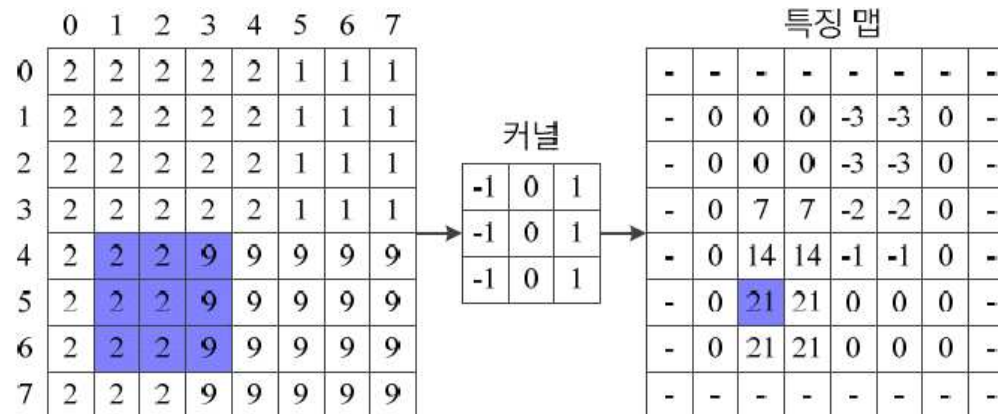 특징 맵
0 1 2 3 4 5 6 7
0 2 2 2 2 2 1 1 1
1 2 2 2 2 2 1 1 1
2 2 2 2 2 2 1 1 1
3 2 2 2 2 2 1 1 1
4 2 2 2 9 9 9 9 9
5 2 2 2 9 9 9 9 9
6 2 2 2 9 9 9 9 9
7 2 2 2 9 9 9 9 9
커널
-1 0 1
-1 0 1
-1 0 1
- - - - - - - -
- 0 0 0 -3 -3 0 -
- 0 0 0 -3 -3 0 -
- 0 7 7 -2 -2 0 -
- 0 14 14 -1 -1 0 -
- 0 21 21 0 0 0 -
- 0 21 21 0 0 0 -
- - - - - - - -